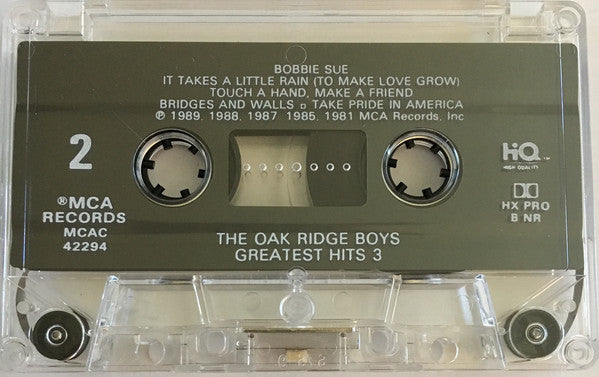 BOBBIE SUE
IT TAKES A LITTLE RAIN (TO MAKE LOVE GROW)
TOUCH A HAND, MAKE A FRIEND
BRIDGES AND WALLS ▫ TAKE PRIDE IN AMERICA
℗ 1989, 1988, 1987 1985, 1981 MCA Records, Inc
2
HiQ
HIGH QUALITY
®MCA
RECORDS
MCAC
42294
HX PRO
B NR
THE OAK RIDGE BOYS
GREATEST HITS 3